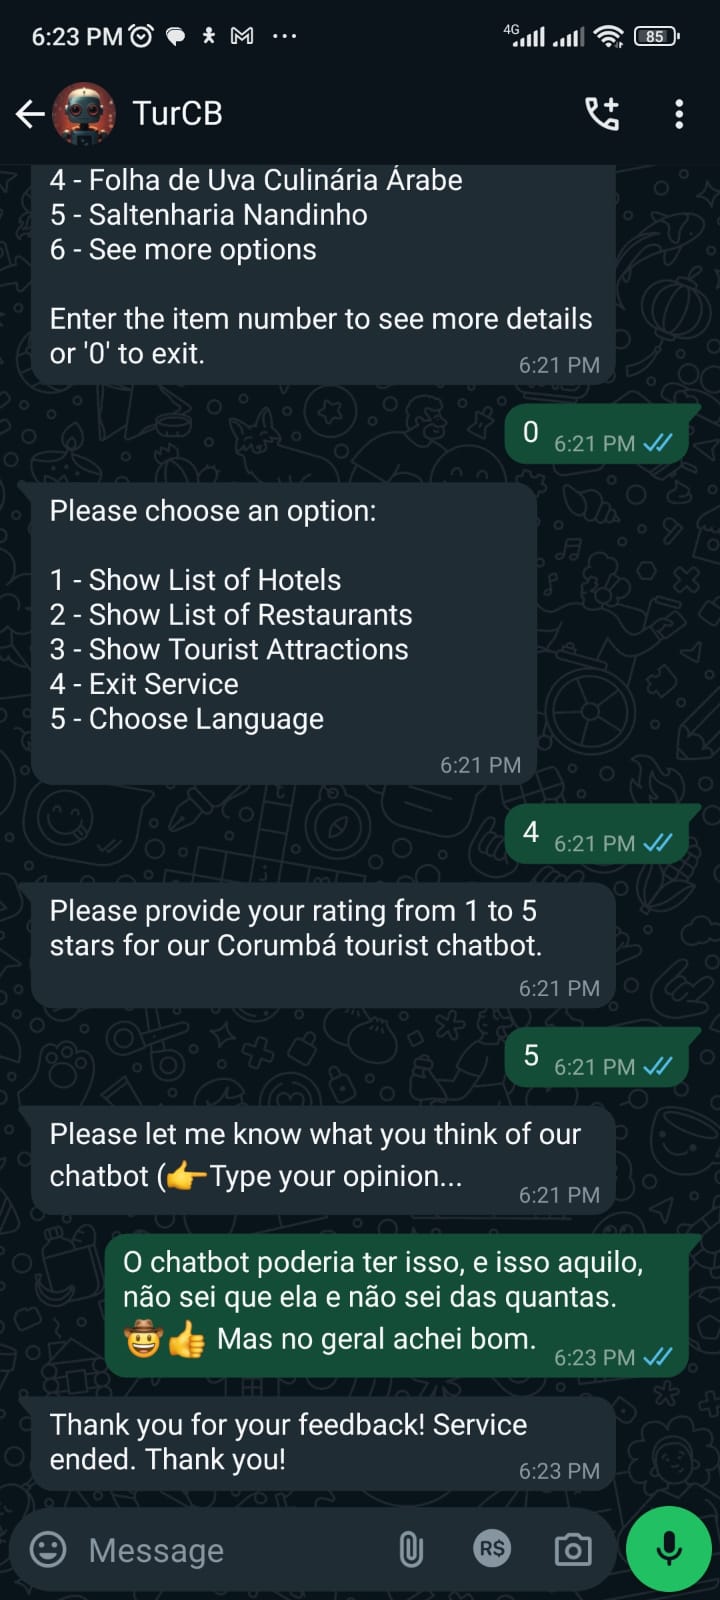 6:23 PM
4G
85
TurCB
4 - Folha de Uva Culinária Árabe
5 - Saltenharia Nandinho
6 - See more options
Enter the item number to see more details
or '0' to exit.
6:21 PM
0
6:21 PM
Please choose an option:
1 - Show List of Hotels
2 - Show List of Restaurants
3 - Show Tourist Attractions
4 - Exit Service
5 - Choose Language
6:21 PM
4
6:21 PM
Please provide your rating from 1 to 5
stars for our Corumbá tourist chatbot.
6:21 PM
5
6:21 PM
Please let me know what you think of our
chatbot (👉Type your opinion...
6:21 PM
O chatbot poderia ter isso, e isso aquilo,
não sei que ela e não sei das quantas.
🤠👍 Mas no geral achei bom.
6:23 PM
Thank you for your feedback! Service
ended. Thank you!
6:23 PM
Message
R$